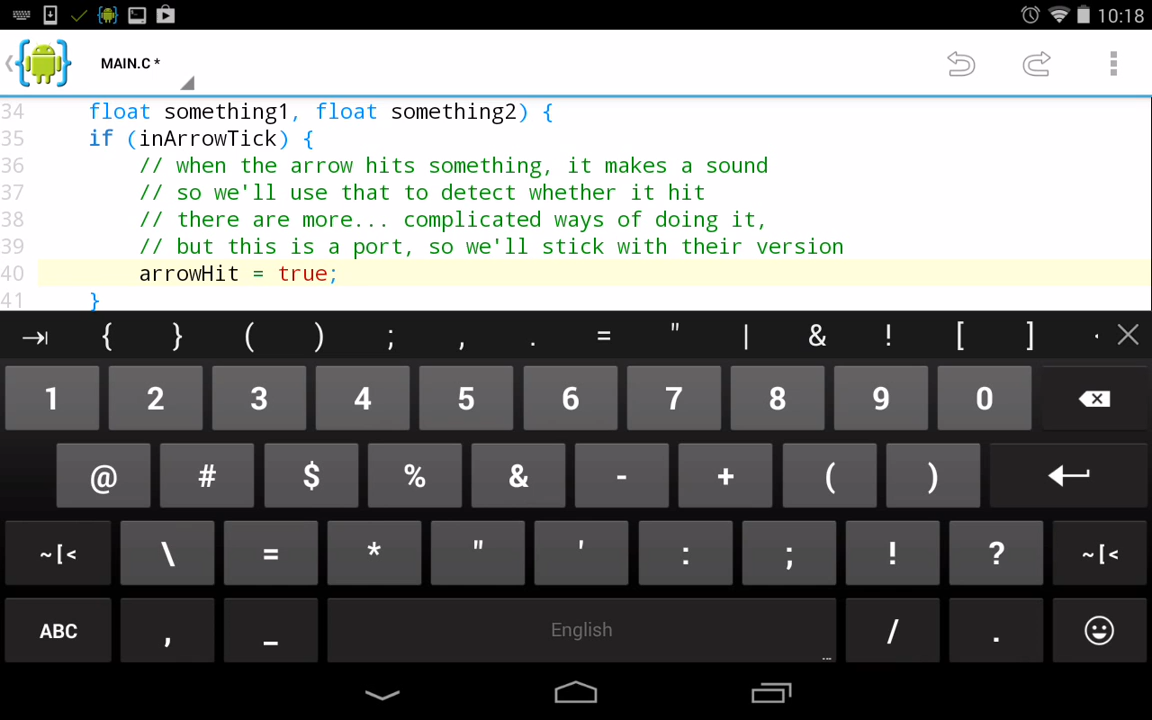 10:18
MAIN.C *
34 float something1, float something2) {
35 if (inArrowTick) {
36 // when the arrow hits something, it makes a sound
37 // so we'll use that to detect whether it hit
38 // there are more... complicated ways of doing it,
39 // but this is a port, so we'll stick with their version
40 arrowHit = true;
41 }
{ } ( ) ; , . = " | & ! [ ]
1 2 3 4 5 6 7 8 9 0
@ # $ % & - + ( )
~[< \ = * " ' : ; ! ? ~[<
ABC , _ English / .